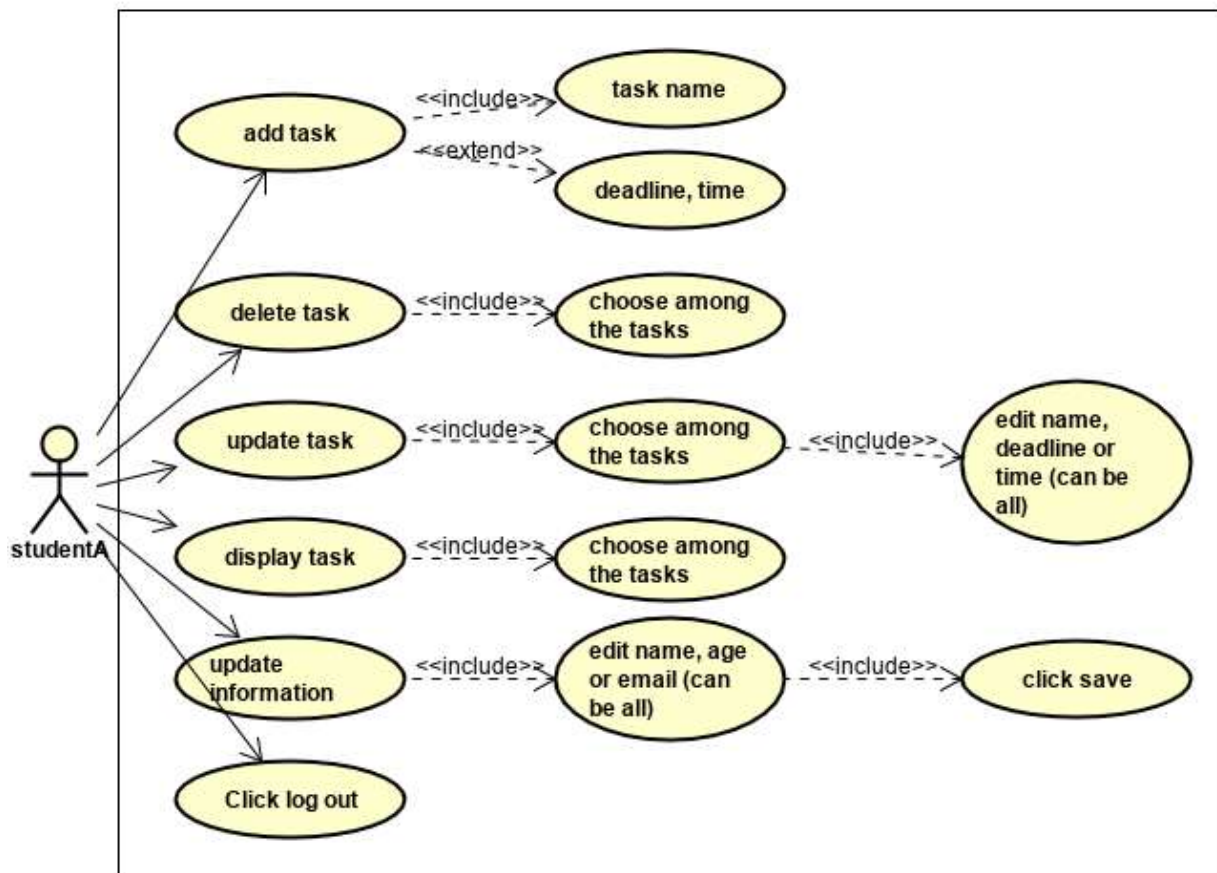 <<include>>
task name
add task
<<extend>>
deadline, time
delete task
<<include>>
choose among
the tasks
update task
<<include>>
choose among
the tasks
<<include>>
edit name,
deadline or
time (can be
all)
studentA
display task
<<include>>
choose among
the tasks
update
information
<<include>>
edit name, age
or email (can
be all)
<<include>>
click save
Click log out